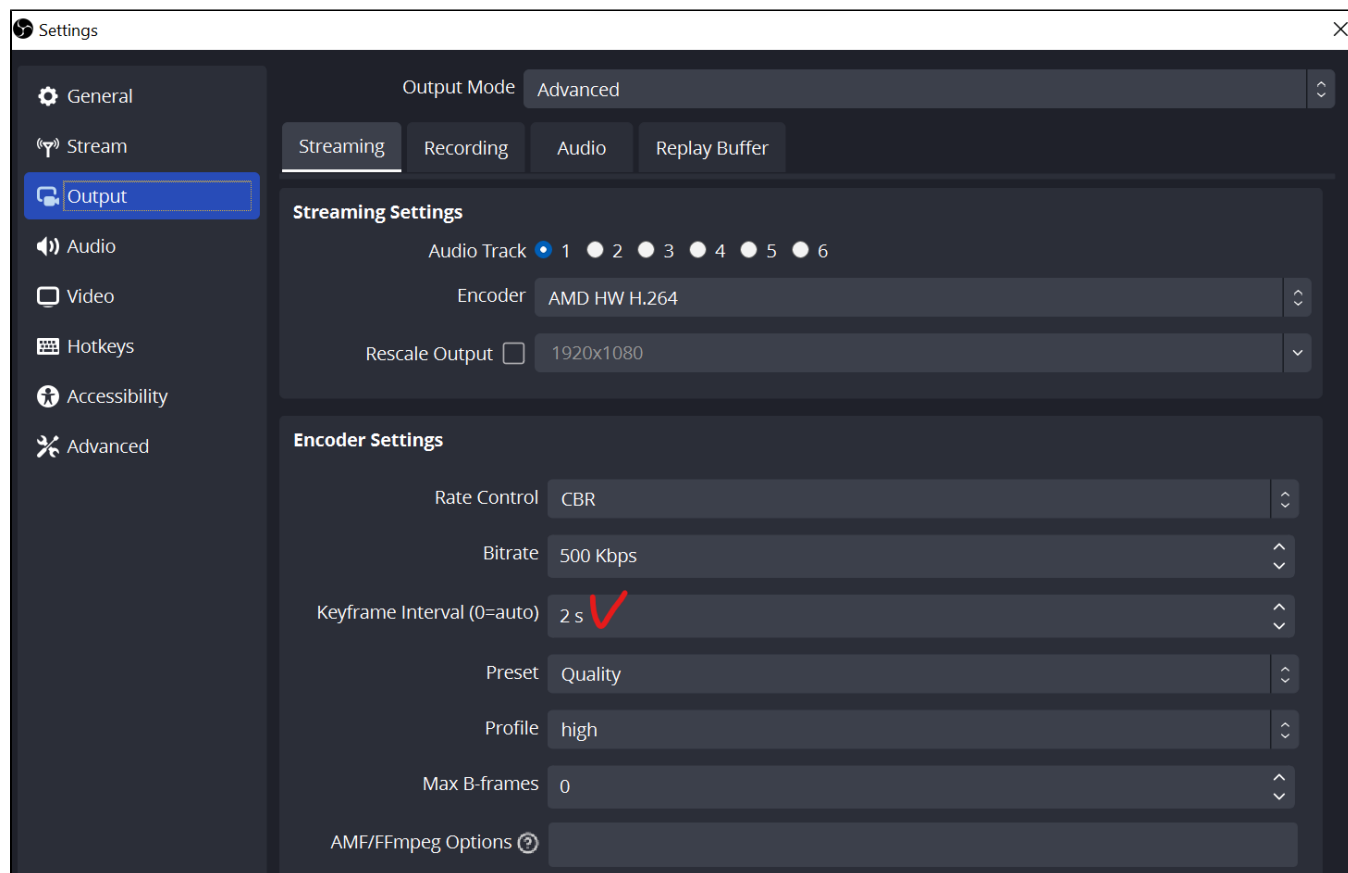 Settings
General
Stream
Output
Audio
Video
Hotkeys
Accessibility
Advanced
Output Mode Advanced
Streaming Recording Audio Replay Buffer
Streaming Settings
Audio Track 1 2 3 4 5 6
Encoder AMD HW H.264
Rescale Output 1920x1080
Encoder Settings
Rate Control CBR
Bitrate 500 Kbps
Keyframe Interval (0=auto) 2 s
Preset Quality
Profile high
Max B-frames 0
AMF/FFmpeg Options ?